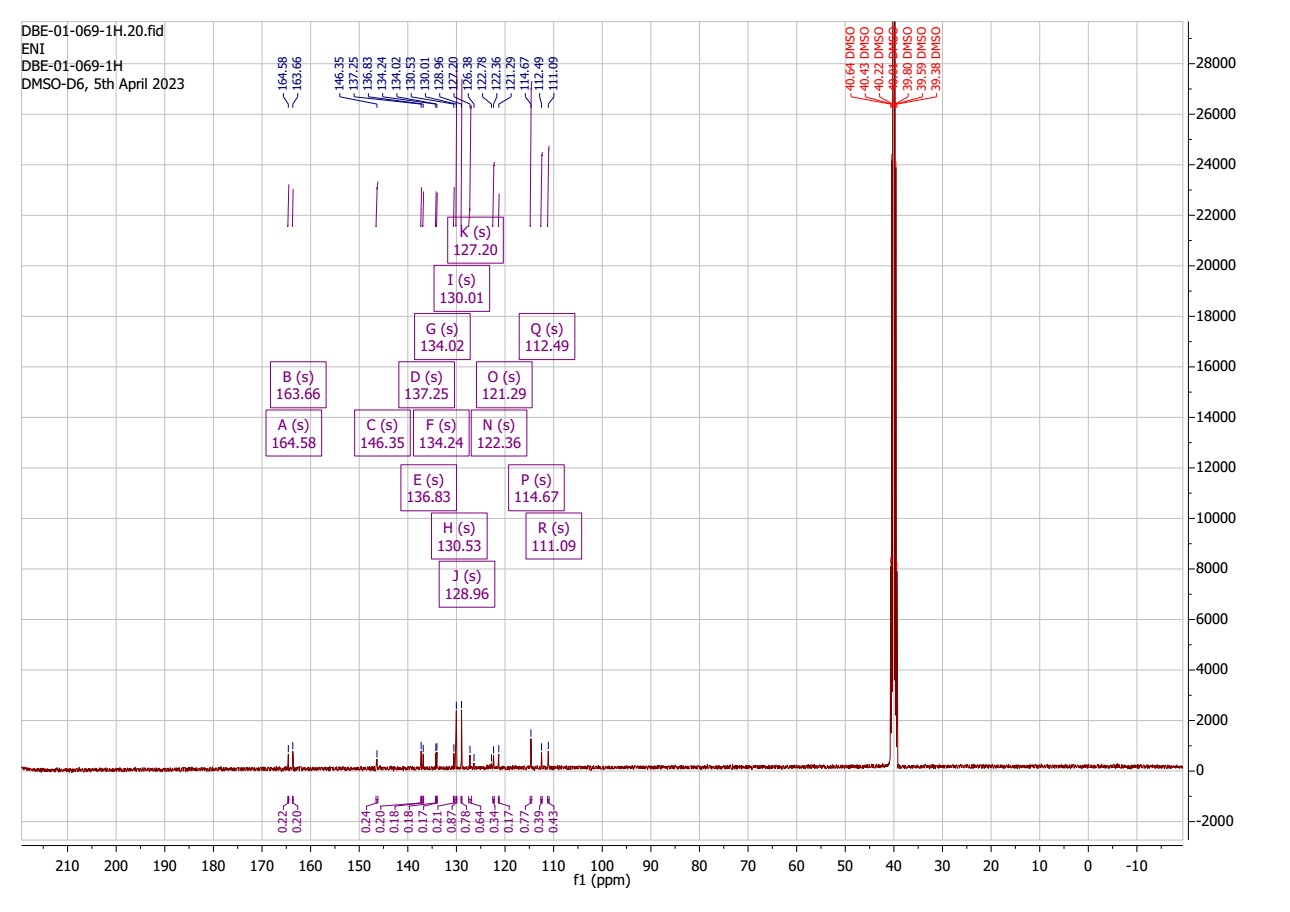 DBE-01-069-1H.20.fid
ENI
DBE-01-069-1H
DMSO-D6, 5th April 2023
164.58
163.66
146.35
137.25
136.83
134.24
134.02
130.53
130.01
128.96
127.20
126.38
122.78
122.36
121.29
114.67
112.49
111.09
40.64 DMSO
40.43 DMSO
40.22 DMSO
40.01 DMSO
39.80 DMSO
39.59 DMSO
39.38 DMSO
K (s)
127.20
I (s)
130.01
G (s)
134.02
Q (s)
112.49
B (s)
163.66
D (s)
137.25
O (s)
121.29
A (s)
164.58
C (s)
146.35
F (s)
134.24
N (s)
122.36
E (s)
136.83
P (s)
114.67
H (s)
130.53
R (s)
111.09
J (s)
128.96
28000
26000
24000
22000
20000
18000
16000
14000
12000
10000
8000
6000
4000
2000
0
-2000
0.22
0.20
0.24
0.20
0.18
0.18
0.17
0.21
0.87
0.78
0.64
0.34
0.17
0.77
0.39
0.43
210 200 190 180 170 160 150 140 130 120 110 100 90 80 70 60 50 40 30 20 10 0 -10
f1 (ppm)